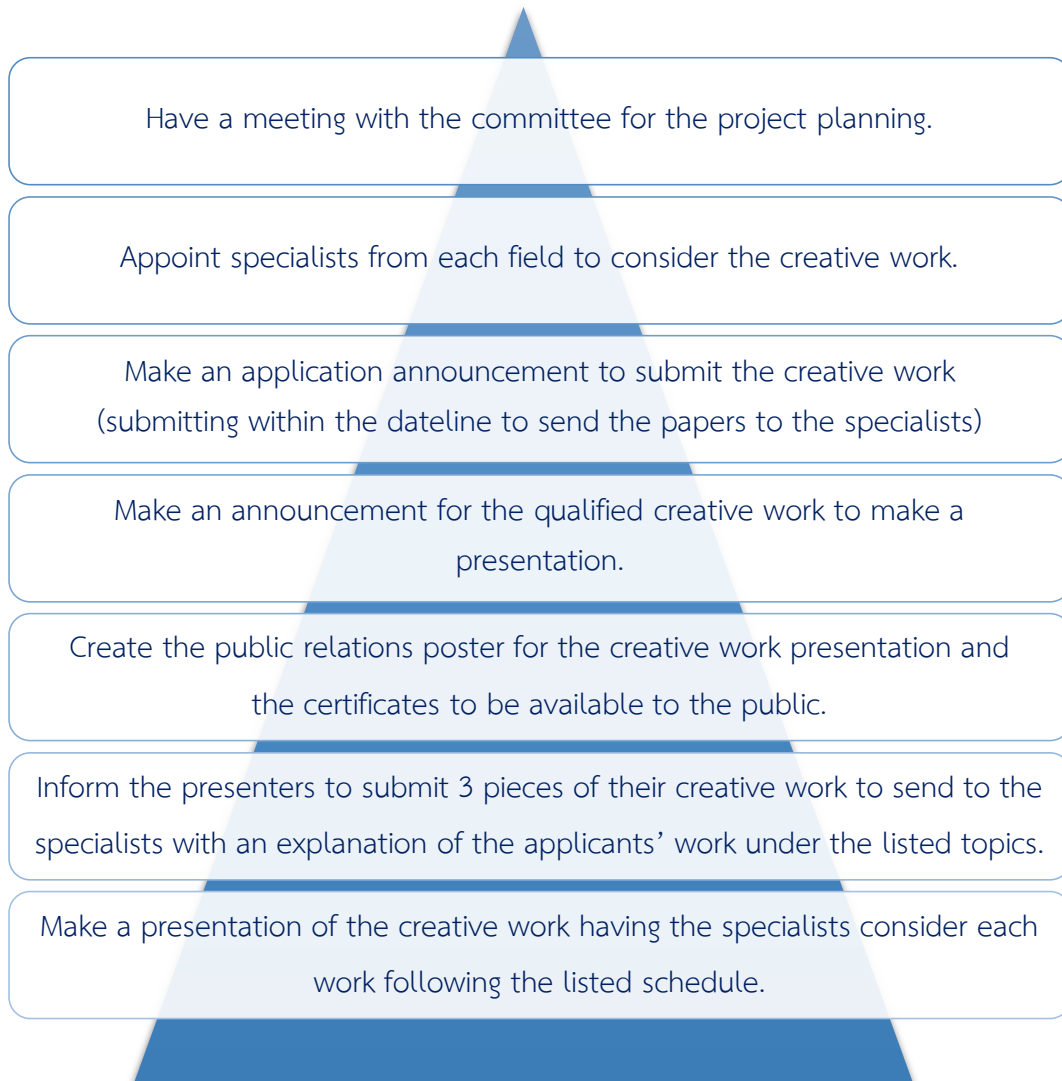 Have a meeting with the committee for the project planning.
Appoint specialists from each field to consider the creative work.
Make an application announcement to submit the creative work
(submitting within the dateline to send the papers to the specialists)
Make an announcement for the qualified creative work to make a
presentation.
Create the public relations poster for the creative work presentation and
the certificates to be available to the public.
Inform the presenters to submit 3 pieces of their creative work to send to the
specialists with an explanation of the applicants’ work under the listed topics.
Make a presentation of the creative work having the specialists consider each
work following the listed schedule.